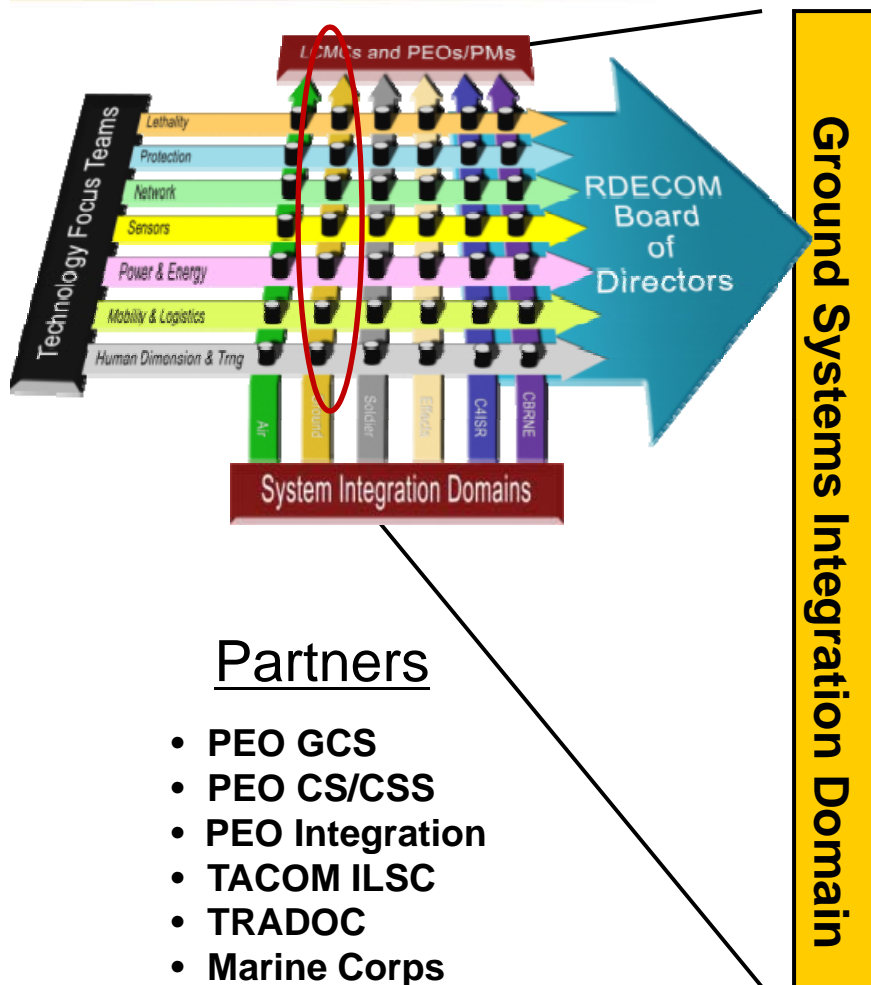 LCMCs and PEOs/PMs
Technology Focus Teams
Lethality
Protection
Network
Sensors
Power & Energy
Mobility & Logistics
Human Dimension & Trng
RDECOM
Board
of
Directors
Air
Ground
Soldier
Effects
C4ISR
CBRNE
System Integration Domains
Ground Systems Integration Domain
Partners
• PEO GCS
• PEO CS/CSS
• PEO Integration
• TACOM ILSC
• TRADOC
• Marine Corps